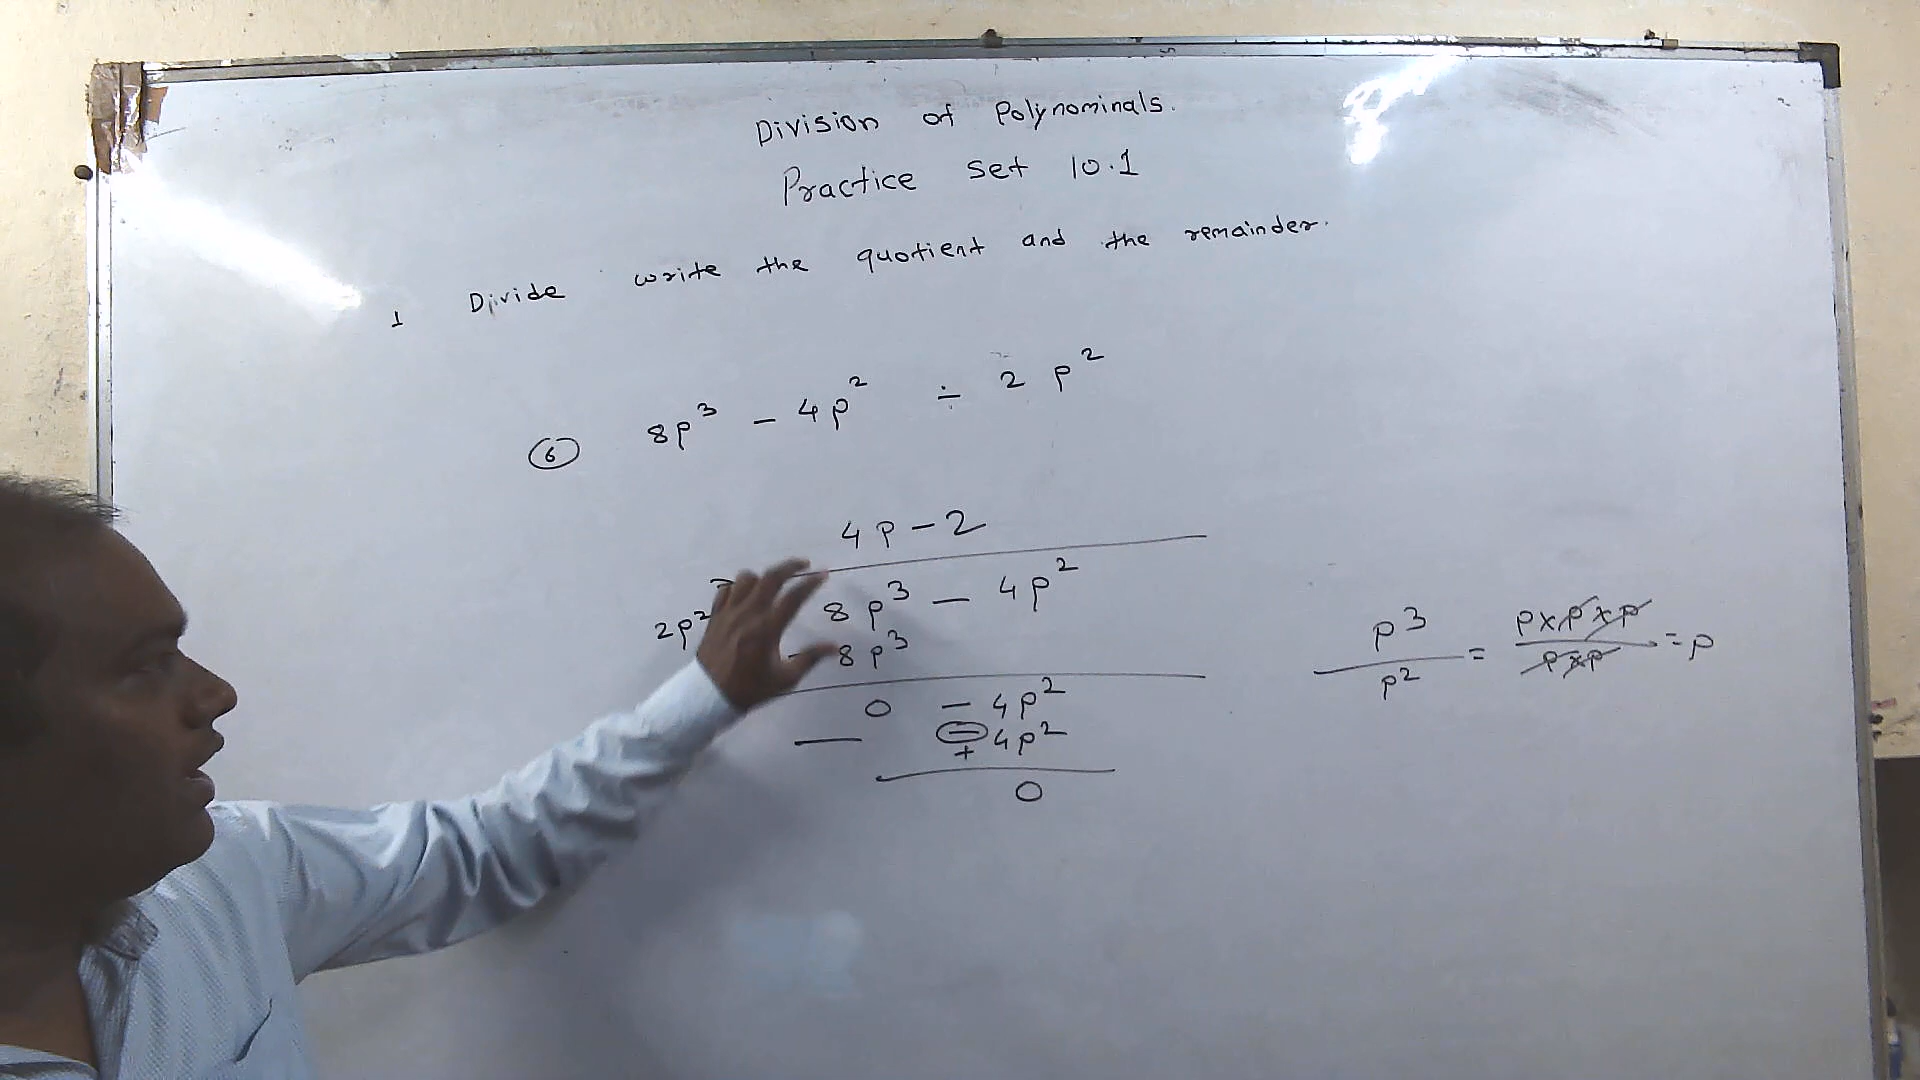 Division of Polynominals.
Practice Set 10.1
1 Divide write the quotient and the remainder.
⑥ 8p³ - 4p² ÷ 2p²
4p - 2
2p² 8p³ - 4p²
- 8p³
0 - 4p²
⊖ 4p²
+
0
p³/p² = p×p×p/p×p = p